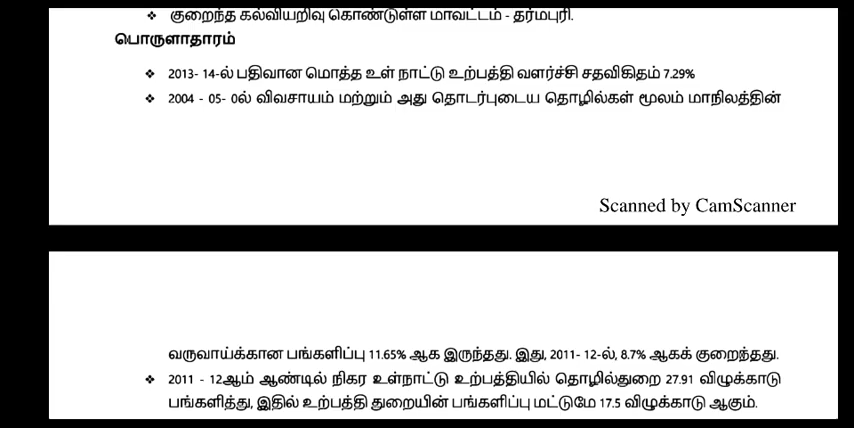 ❖ குறைந்த கல்வியறிவு கொண்டுள்ள மாவட்டம் - தர்மபுரி.
பொருளாதாரம்
❖ 2013- 14-ல் பதிவான மொத்த உள் நாட்டு உற்பத்தி வளர்ச்சி சதவிகிதம் 7.29%
❖ 2004 - 05- 0ல் விவசாயம் மற்றும் அது தொடர்புடைய தொழில்கள் மூலம் மாநிலத்தின்
Scanned by CamScanner
வருவாய்க்கான பங்களிப்பு 11.65% ஆக இருந்தது. இது, 2011- 12-ல், 8.7% ஆகக் குறைந்தது.
❖ 2011 - 12ஆம் ஆண்டில் நிகர உள்நாட்டு உற்பத்தியில் தொழில்துறை 27.91 விழுக்காடு
பங்களித்து, இதில் உற்பத்தி துறையின் பங்களிப்பு மட்டுமே 17.5 விழுக்காடு ஆகும்.